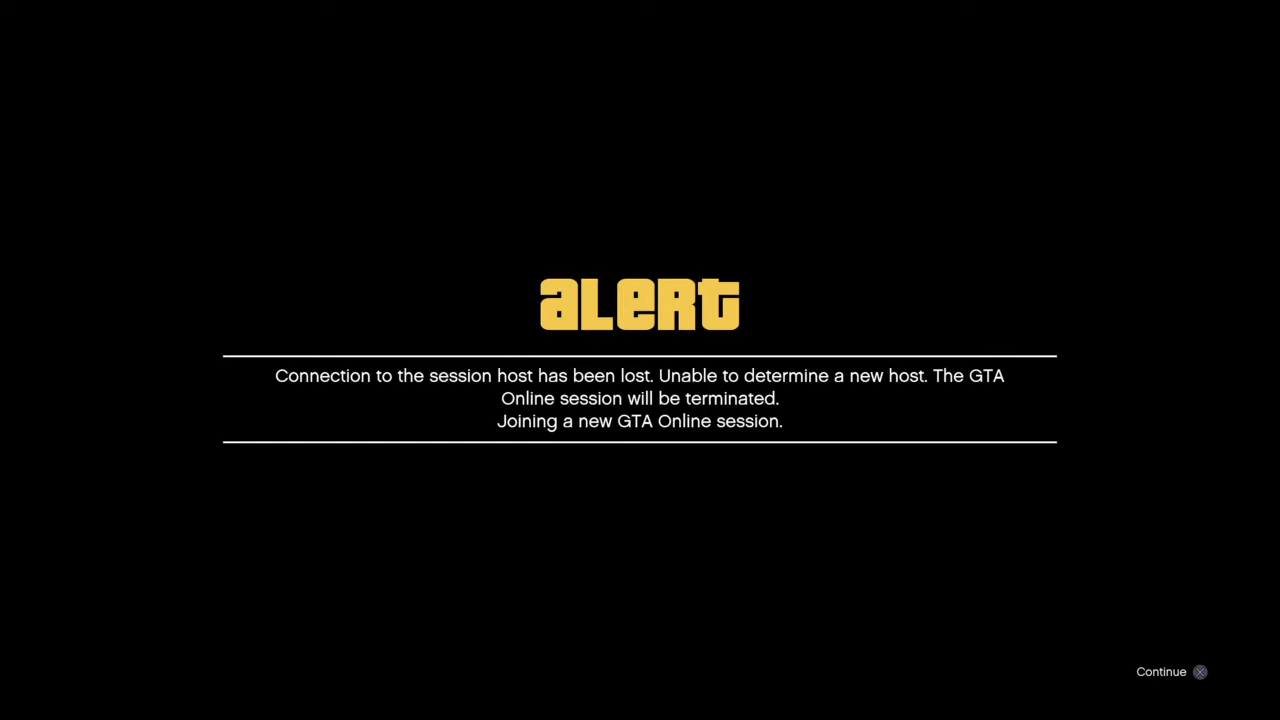 alert
Connection to the session host has been lost. Unable to determine a new host. The GTA
Online session will be terminated.
Joining a new GTA Online session.
Continue